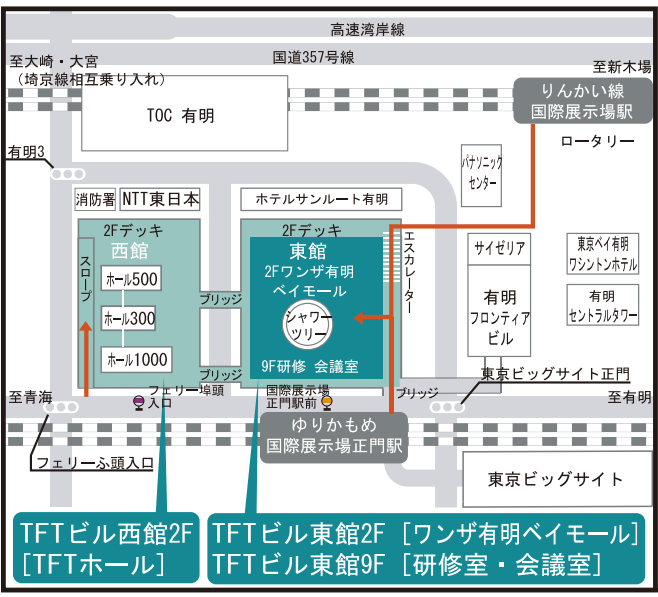 高速湾岸線
国道357号線
至大崎・大宮
(埼京線相互乗り入れ)
至新木場
りんかい線
国際展示場駅
TOC 有明
ロータリー
有明3
パナソニック
センター
消防署
NTT東日本
ホテルサンルート有明
2Fデッキ
西館
スロープ
ホール500
ホール300
ホール1000
ブリッジ
ブリッジ
2Fデッキ
東館
2Fワンザ有明
ベイモール
シャワー
ツリー
9F研修 会議室
エスカレーター
サイゼリア
有明
フロンティア
ビル
東京ベイ有明
ワシントンホテル
有明
セントラルタワー
東京ビッグサイト正門
ブリッジ
至青海
フェリー埠頭
入口
国際展示場
正門駅前
至有明
ゆりかもめ
国際展示場正門駅
フェリーふ頭入口
東京ビッグサイト
TFTビル西館2F
[TFTホール]
TFTビル東館2F [ワンザ有明ベイモール]
TFTビル東館9F [研修室・会議室]